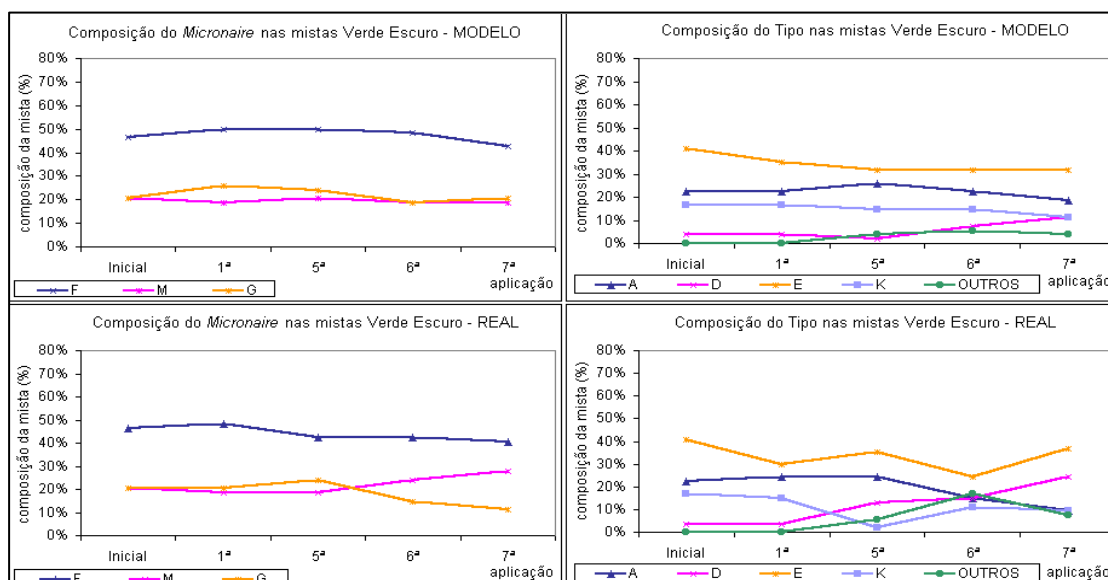 Composição do Micronaire nas mistas Verde Escuro - MODELO
composição da mista (%)
80%
70%
60%
50%
40%
30%
20%
10%
0%
Inicial 1ª 5ª 6ª 7ª
aplicação
F M G
Composição do Tipo nas mistas Verde Escuro - MODELO
composição da mista (%)
80%
70%
60%
50%
40%
30%
20%
10%
0%
Inicial 1ª 5ª 6ª 7ª
aplicação
A D E K OUTROS
Composição do Micronaire nas mistas Verde Escuro - REAL
composição da mista (%)
80%
70%
60%
50%
40%
30%
20%
10%
0%
Inicial 1ª 5ª 6ª 7ª
aplicação
F M G
Composição do Tipo nas mistas Verde Escuro - REAL
composição da mista (%)
80%
70%
60%
50%
40%
30%
20%
10%
0%
Inicial 1ª 5ª 6ª 7ª
aplicação
A D E K OUTROS